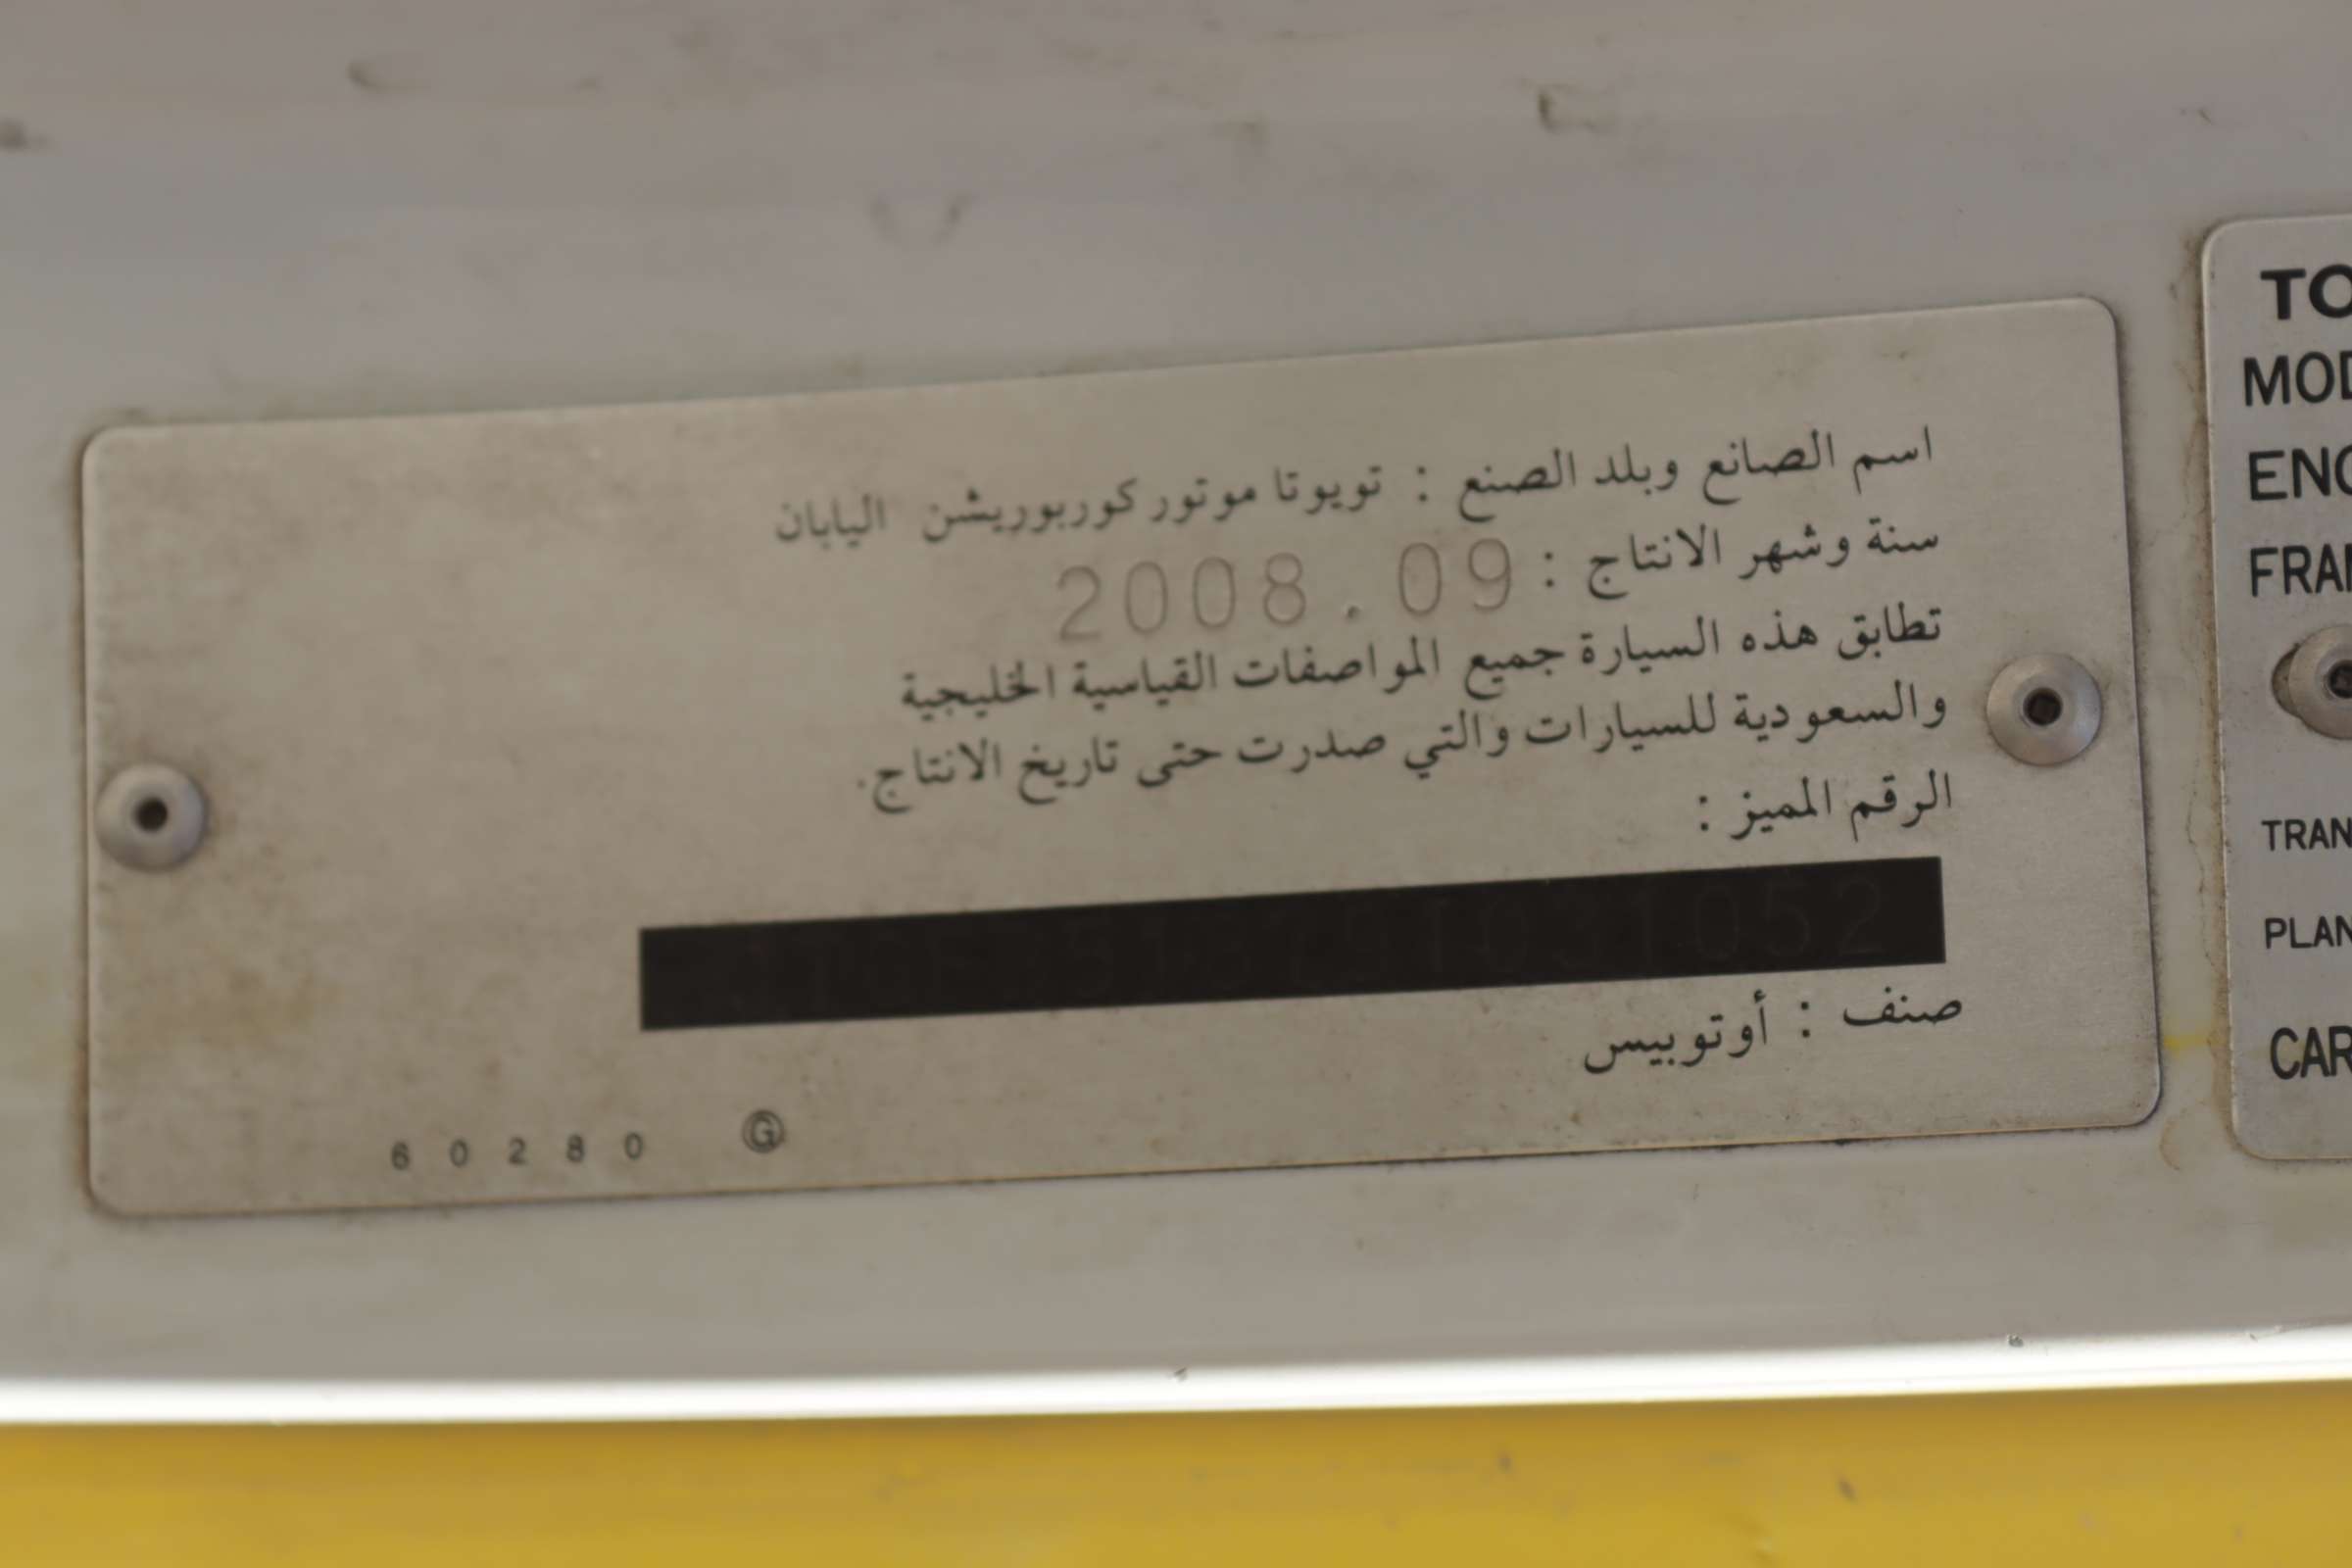 اسم الصانع وبلد الصنع : تويوتا موتور كوربوريشن اليابان
سنة وشهر الانتاج : 2008.09
تطابق هذه السيارة جميع المواصفات القياسية الخليجية
والسعودية للسيارات والتي صدرت حتى تاريخ الانتاج.
الرقم المميز :
صنف : أوتوبيس
60280 Ⓖ
TO
MOD
ENG
FRAM
TRAN
PLAN
CAR